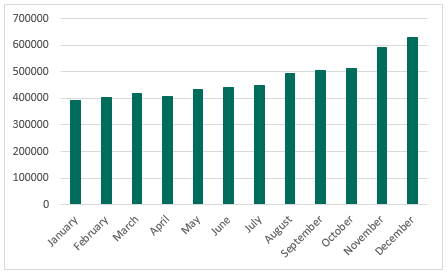 700000
600000
500000
400000
300000
200000
100000
0
January
February
March
April
May
June
July
August
September
October
November
December